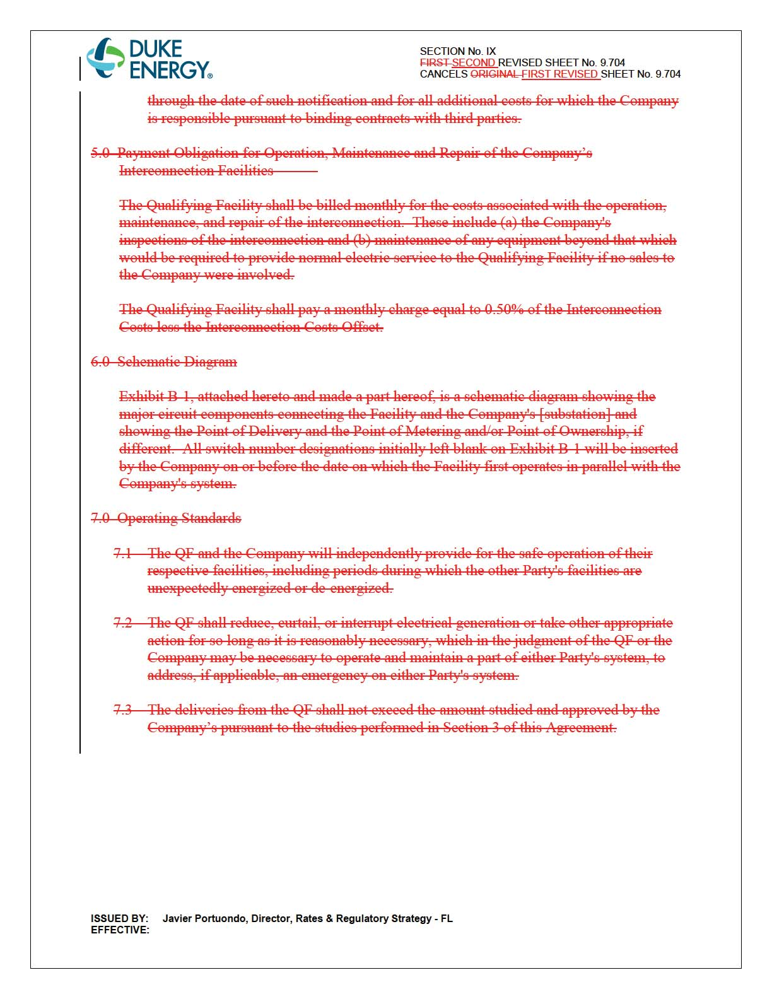 DUKE
ENERGY®
SECTION No. IX
FIRST SECOND REVISED SHEET No. 9.704
CANCELS ORIGINAL FIRST REVISED SHEET No. 9.704
through the date of such notification and for all additional costs for which the Company
is responsible pursuant to binding contracts with third parties.
5.0 Payment Obligation for Operation, Maintenance and Repair of the Company’s
Interconnection Facilities
The Qualifying Facility shall be billed monthly for the costs associated with the operation,
maintenance, and repair of the interconnection. These include (a) the Company's
inspections of the interconnection and (b) maintenance of any equipment beyond that which
would be required to provide normal electric service to the Qualifying Facility if no sales to
the Company were involved.
The Qualifying Facility shall pay a monthly charge equal to 0.50% of the Interconnection
Costs less the Interconnection Costs Offset.
6.0 Schematic Diagram
Exhibit B-1, attached hereto and made a part hereof, is a schematic diagram showing the
major circuit components connecting the Facility and the Company's [substation] and
showing the Point of Delivery and the Point of Metering and/or Point of Ownership, if
different. All switch number designations initially left blank on Exhibit B-1 will be inserted
by the Company on or before the date on which the Facility first operates in parallel with the
Company's system.
7.0 Operating Standards
7.1 The QF and the Company will independently provide for the safe operation of their
respective facilities, including periods during which the other Party's facilities are
unexpectedly energized or de-energized.
7.2 The QF shall reduce, curtail, or interrupt electrical generation or take other appropriate
action for so long as it is reasonably necessary, which in the judgment of the QF or the
Company may be necessary to operate and maintain a part of either Party's system, to
address, if applicable, an emergency on either Party's system.
7.3 The deliveries from the QF shall not exceed the amount studied and approved by the
Company’s pursuant to the studies performed in Section 3 of this Agreement.
ISSUED BY: Javier Portuondo, Director, Rates & Regulatory Strategy - FL
EFFECTIVE: